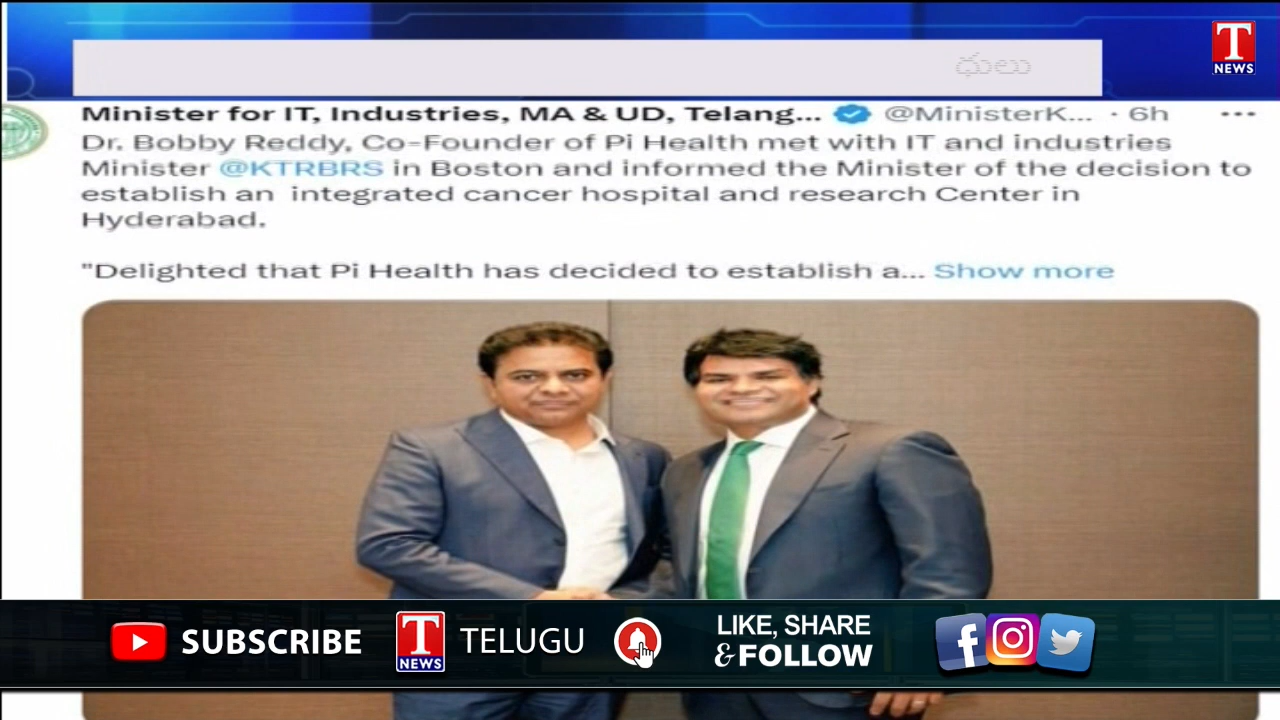 T
NEWS
ధులు
Minister for IT, Industries, MA & UD, Telang... @MinisterK... · 6h
Dr. Bobby Reddy, Co-Founder of Pi Health met with IT and industries
Minister @KTRBRS in Boston and informed the Minister of the decision to
establish an integrated cancer hospital and research Center in
Hyderabad.
"Delighted that Pi Health has decided to establish a... Show more
SUBSCRIBE
T
NEWS
TELUGU
LIKE, SHARE
& FOLLOW